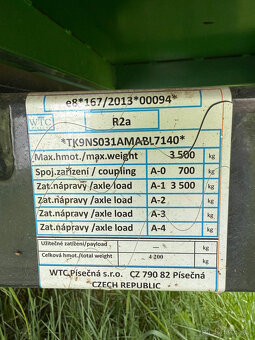 e8*167/2013*00094*
WTC R2a
*TK9NS031AMABL7140*
Max.hmot./max.weight 3 500 kg
Spoj.zařízení / coupling A-0 700 kg
Zat.nápravy /axle load A-1 3 500 kg
Zat.nápravy /axle load A-2 kg
Zat.nápravy /axle load A-3 kg
Zat.nápravy /axle load A-4 kg
Užitečné zatížení/payload — kg
Celková hmot./total weight 4 200 kg
WTC Písečná s.r.o. CZ 790 82 Písečná
CZECH REPUBLIC